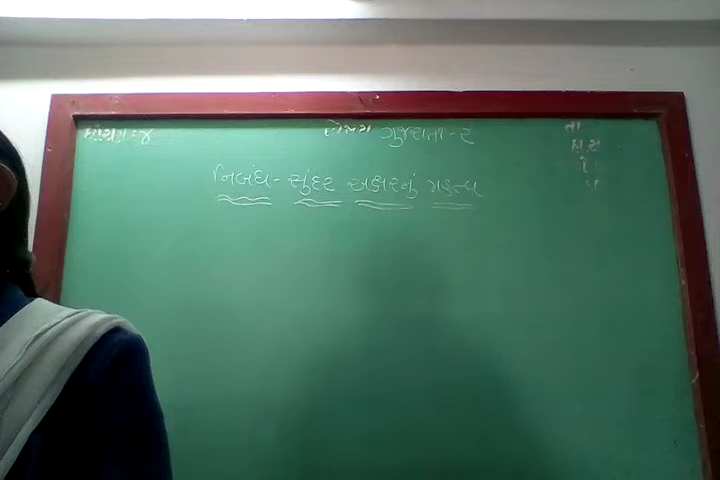 ધોરણ:૪ વિષય ગુજરાતી-૨ તા
નિબંધ- સુંદર અક્ષરનું મહત્વ